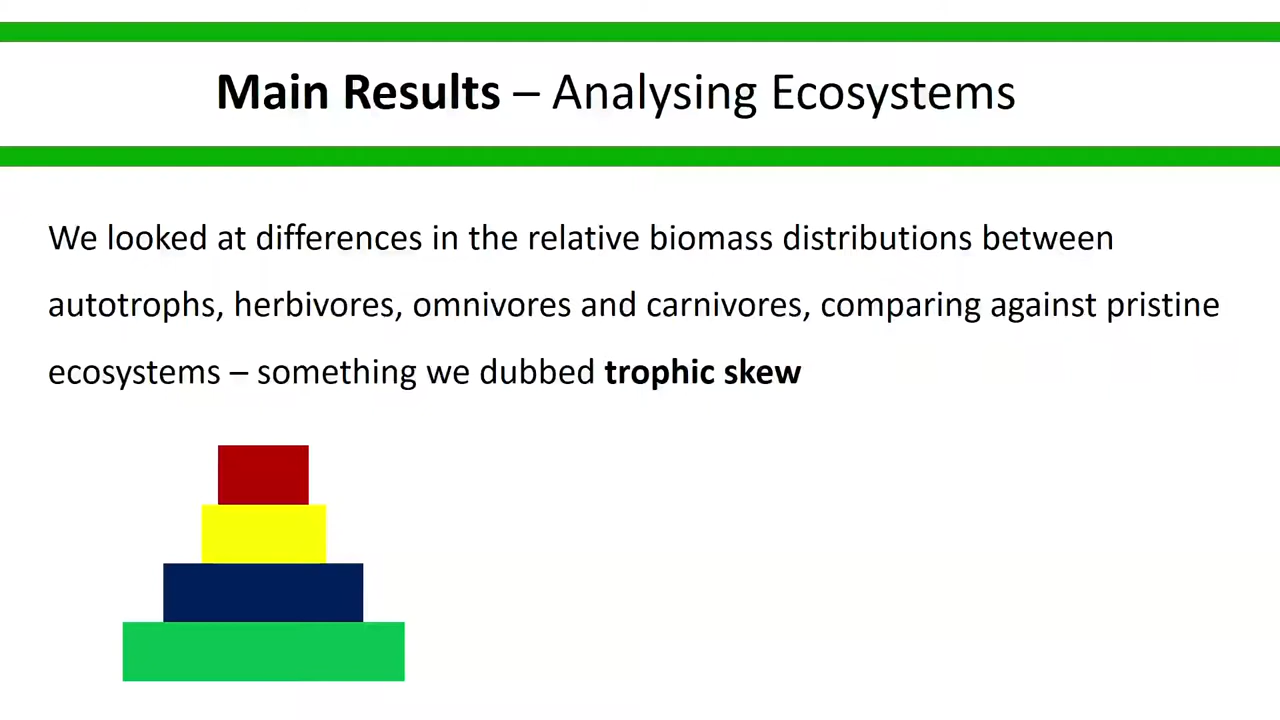 Main Results – Analysing Ecosystems
We looked at differences in the relative biomass distributions between
autotrophs, herbivores, omnivores and carnivores, comparing against pristine
ecosystems – something we dubbed trophic skew